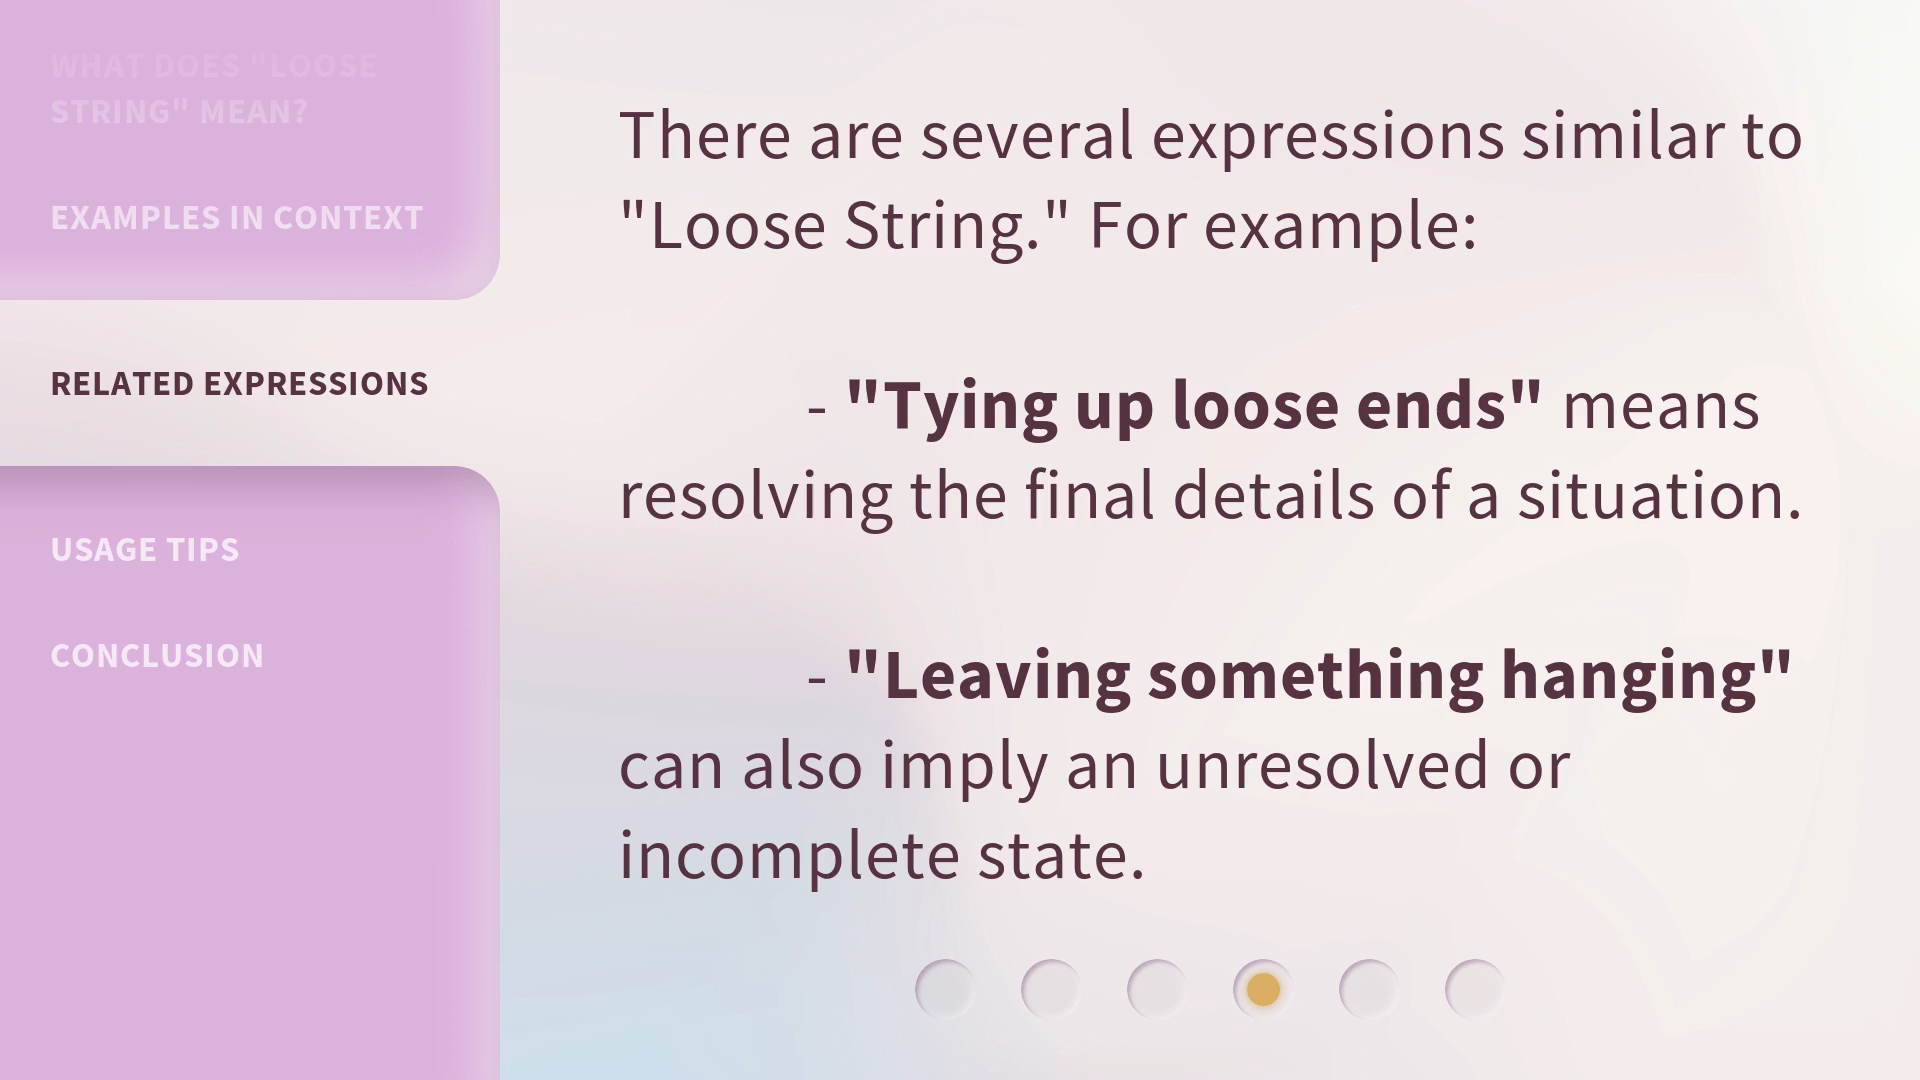 WHAT DOES "LOOSE
STRING" MEAN?
EXAMPLES IN CONTEXT
RELATED EXPRESSIONS
USAGE TIPS
CONCLUSION
There are several expressions similar to
"Loose String." For example:
- "Tying up loose ends" means
resolving the final details of a situation.
- "Leaving something hanging"
can also imply an unresolved or
incomplete state.